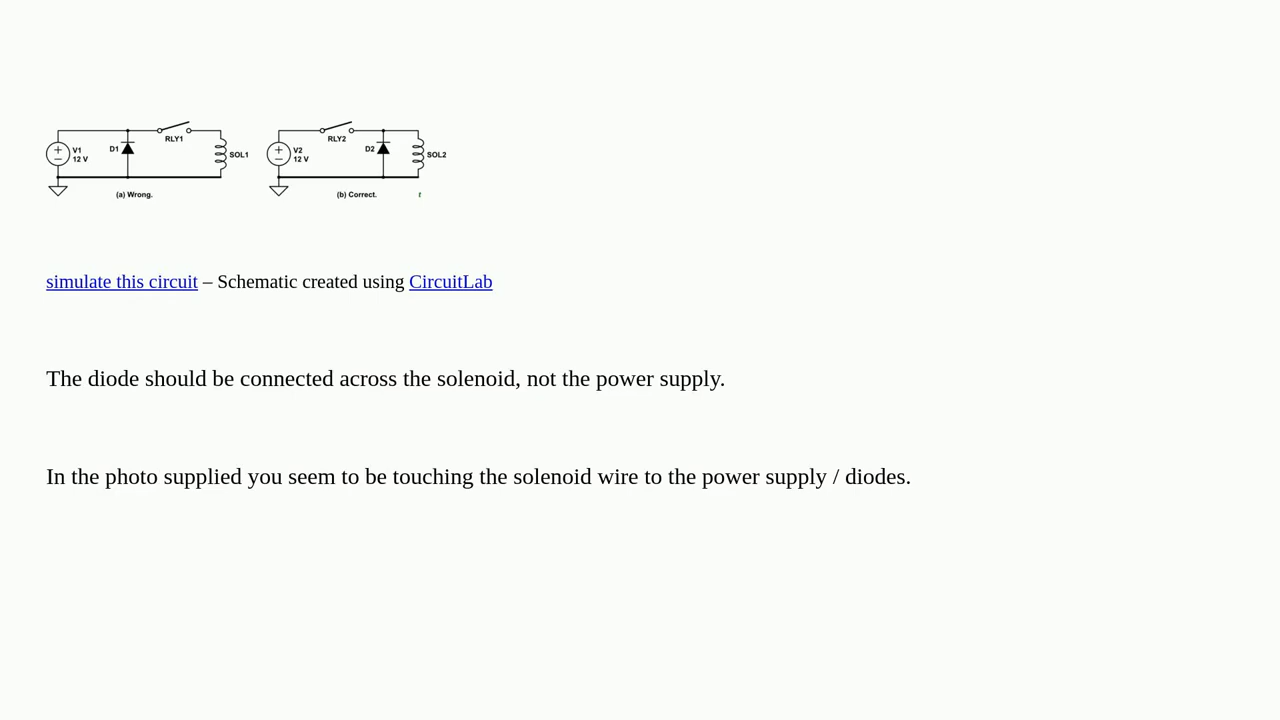 RLY1
V1
12 V
D1
SOL1
(a) Wrong.
RLY2
V2
12 V
D2
SOL2
(b) Correct.
t
simulate this circuit – Schematic created using CircuitLab
The diode should be connected across the solenoid, not the power supply.
In the photo supplied you seem to be touching the solenoid wire to the power supply / diodes.